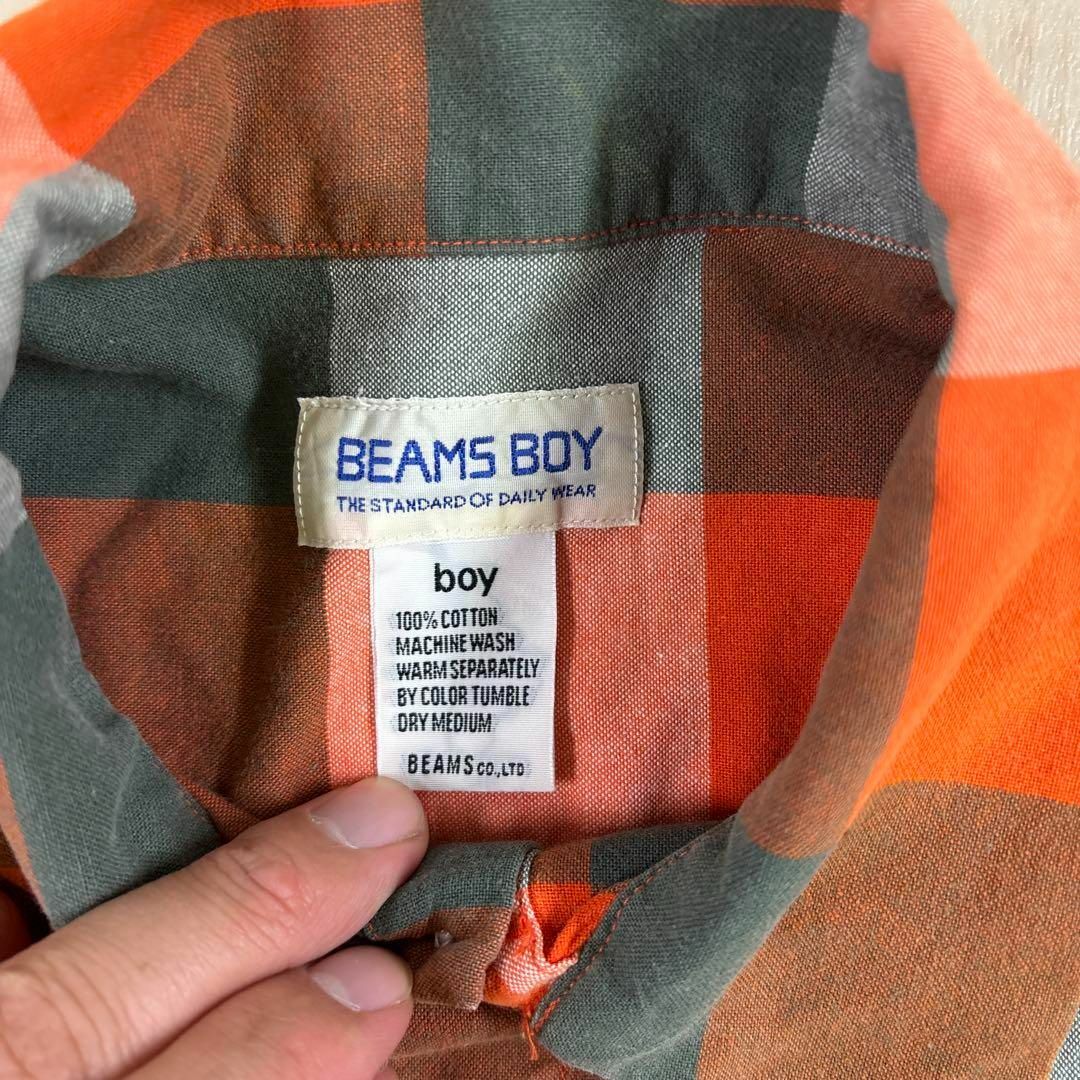 BEAMS BOY
THE STANDARD OF DAILY WEAR
boy
100% COTTON
MACHINE WASH
WARM SEPARATELY
BY COLOR TUMBLE
DRY MEDIUM
BEAMS CO.,LTD